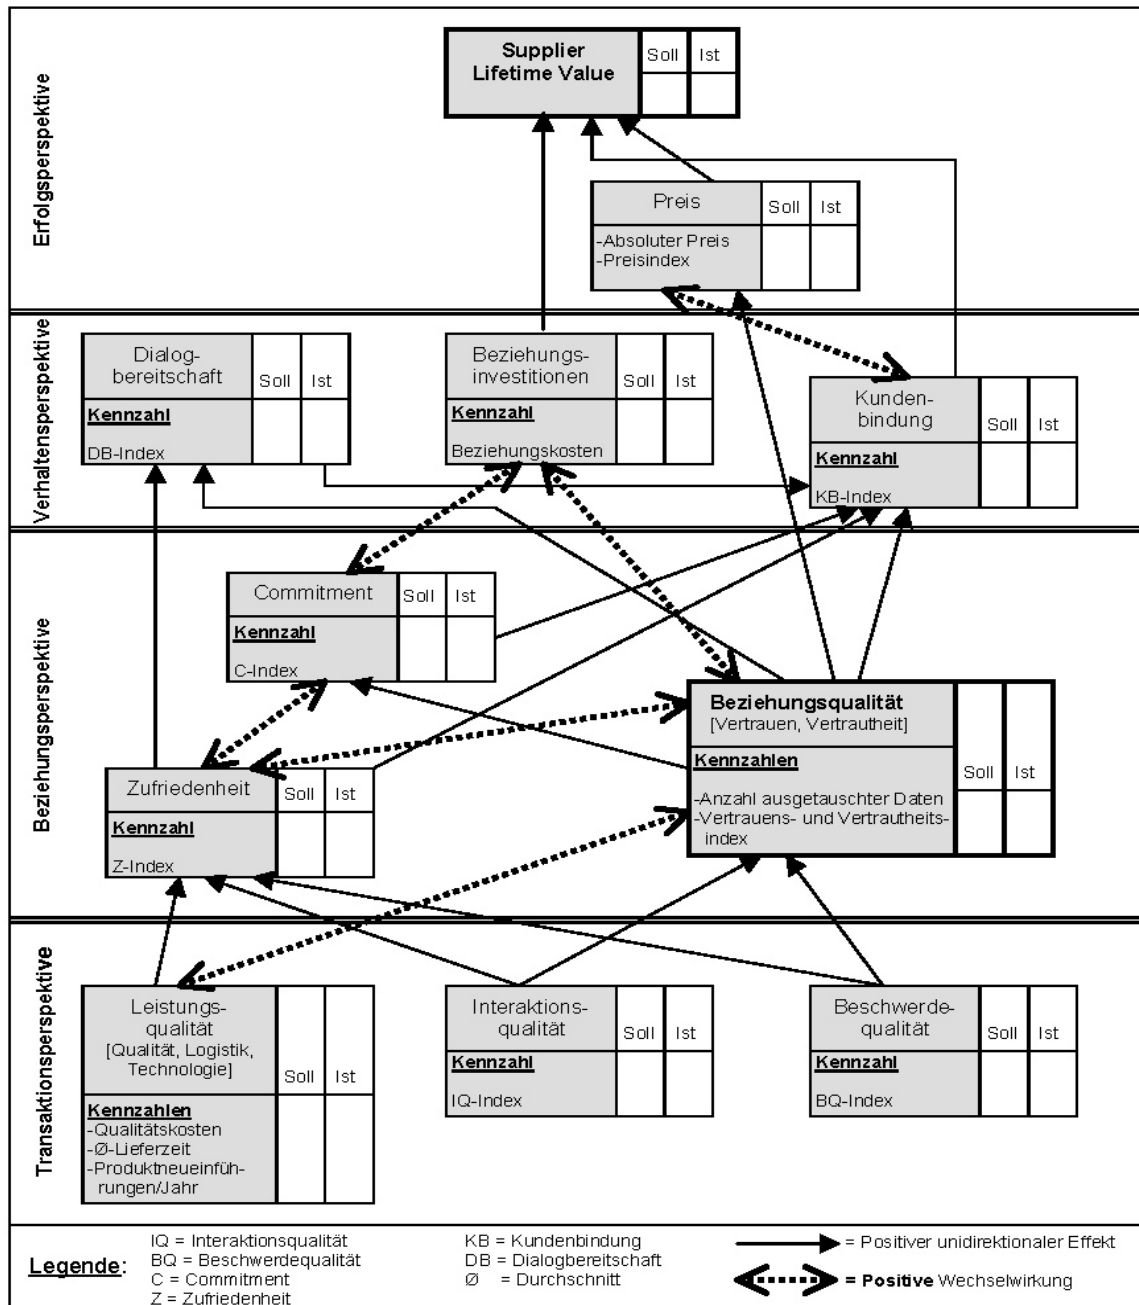 Erfolgsperspektive
Supplier
Lifetime Value
Soll
Ist
Preis
Soll
Ist
-Absoluter Preis
-Preisindex
Verhaltensperspektive
Dialog-
bereitschaft
Soll
Ist
Kennzahl
DB-Index
Beziehungs-
investitionen
Soll
Ist
Kennzahl
Beziehungskosten
Kunden-
bindung
Soll
Ist
Kennzahl
KB-Index
Beziehungsperspektive
Commitment
Soll
Ist
Kennzahl
C-Index
Beziehungsqualität
[Vertrauen, Vertrautheit]
Kennzahlen
-Anzahl ausgetauschter Daten
-Vertrauens- und Vertrautheits-
index
Soll
Ist
Zufriedenheit
Soll
Ist
Kennzahl
Z-Index
Transaktionsperspektive
Leistungs-
qualität
[Qualität, Logistik,
Technologie]
Soll
Ist
Kennzahlen
-Qualitätskosten
-Ø-Lieferzeit
-Produktneueinfüh-
rungen/Jahr
Interaktions-
qualität
Soll
Ist
Kennzahl
IQ-Index
Beschwerde-
qualität
Soll
Ist
Kennzahl
BQ-Index
Legende:
IQ = Interaktionsqualität
BQ = Beschwerdequalität
C = Commitment
Z = Zufriedenheit
KB = Kundenbindung
DB = Dialogbereitschaft
Ø = Durchschnitt
= Positiver unidirektionaler Effekt
= Positive Wechselwirkung